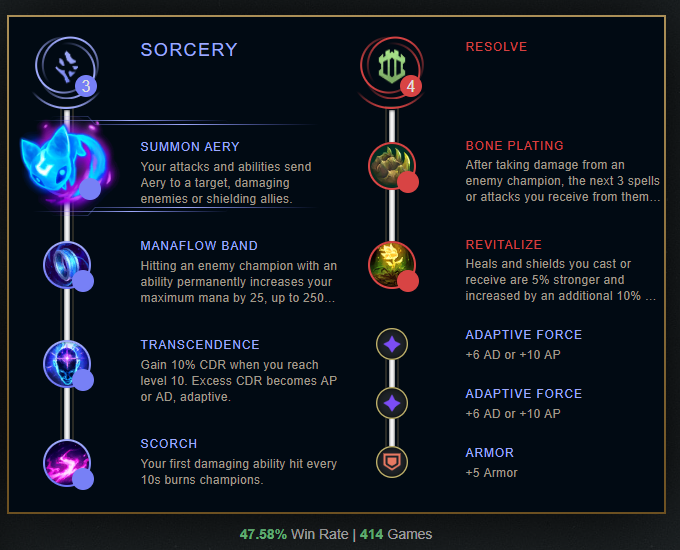 SORCERY
3
SUMMON AERY
Your attacks and abilities send
Aery to a target, damaging
enemies or shielding allies.
MANAFLOW BAND
Hitting an enemy champion with an
ability permanently increases your
maximum mana by 25, up to 250...
TRANSCENDENCE
Gain 10% CDR when you reach
level 10. Excess CDR becomes AP
or AD, adaptive.
SCORCH
Your first damaging ability hit every
10s burns champions.
RESOLVE
4
BONE PLATING
After taking damage from an
enemy champion, the next 3 spells
or attacks you receive from them...
REVITALIZE
Heals and shields you cast or
receive are 5% stronger and
increased by an additional 10% ...
ADAPTIVE FORCE
+6 AD or +10 AP
ADAPTIVE FORCE
+6 AD or +10 AP
ARMOR
+5 Armor
47.58% Win Rate | 414 Games